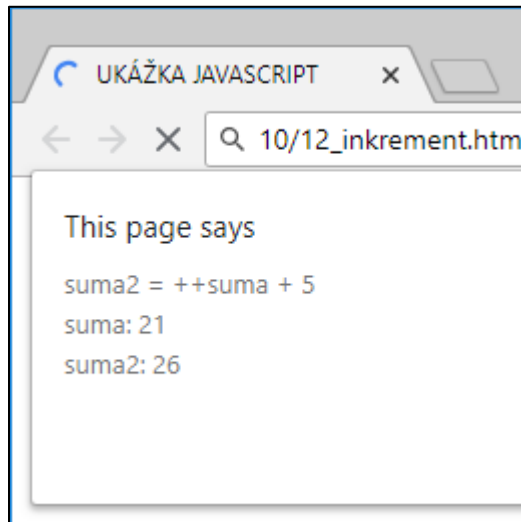 UKÁŽKA JAVASCRIPT
10/12_inkrement.htm
This page says
suma2 = ++suma + 5
suma: 21
suma2: 26